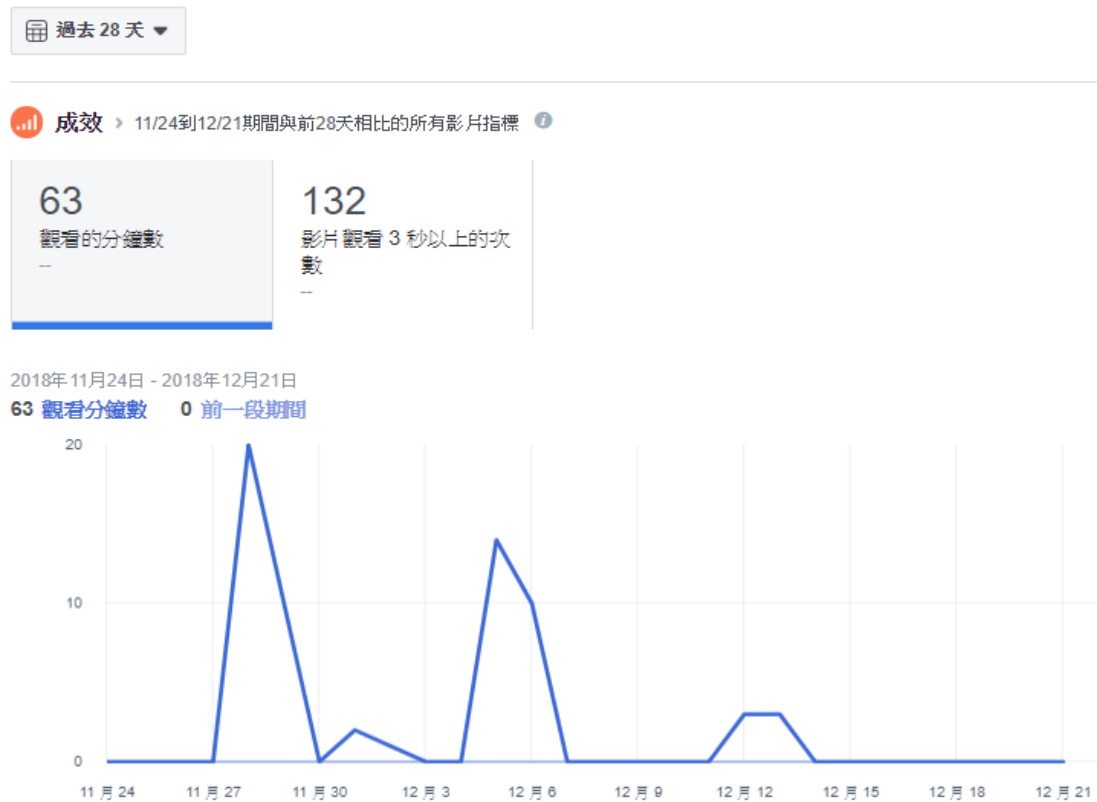 過去 28 天
成效 › 11/24到12/21期間與前28天相比的所有影片指標
63
觀看的分鐘數
--
132
影片觀看 3 秒以上的次
數
--
2018年11月24日 - 2018年12月21日
63 觀看分鐘數 0 前一段期間
20
10
0
11 月 24 11 月 27 11 月 30 12 月 3 12 月 6 12 月 9 12 月 12 12 月 15 12 月 18 12 月 21